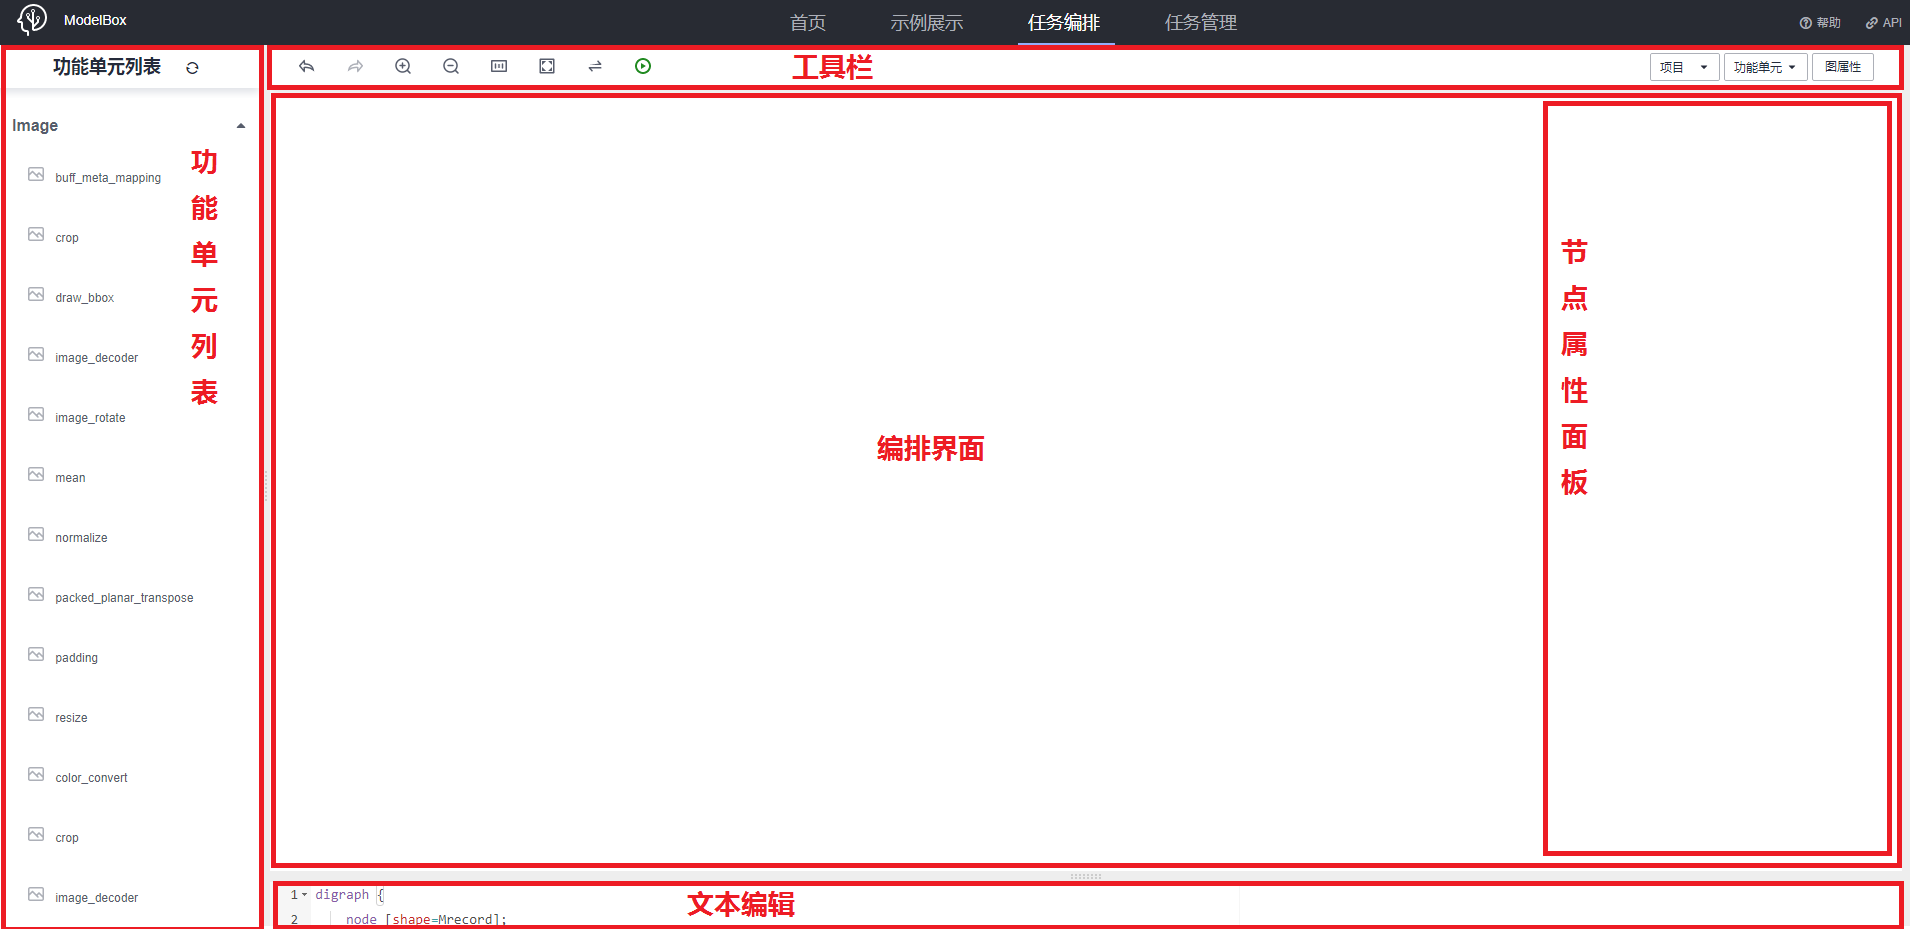 ModelBox
首页
示例展示
任务编排
任务管理
帮助
API
功能单元列表
工具栏
项目
功能单元
图属性
Image
buff_meta_mapping
crop
draw_bbox
image_decoder
image_rotate
mean
normalize
packed_planar_transpose
padding
resize
color_convert
crop
image_decoder
功能单元列表
编排界面
节点属性面板
1 digraph {
2 node [shape=Mrecord];
文本编辑